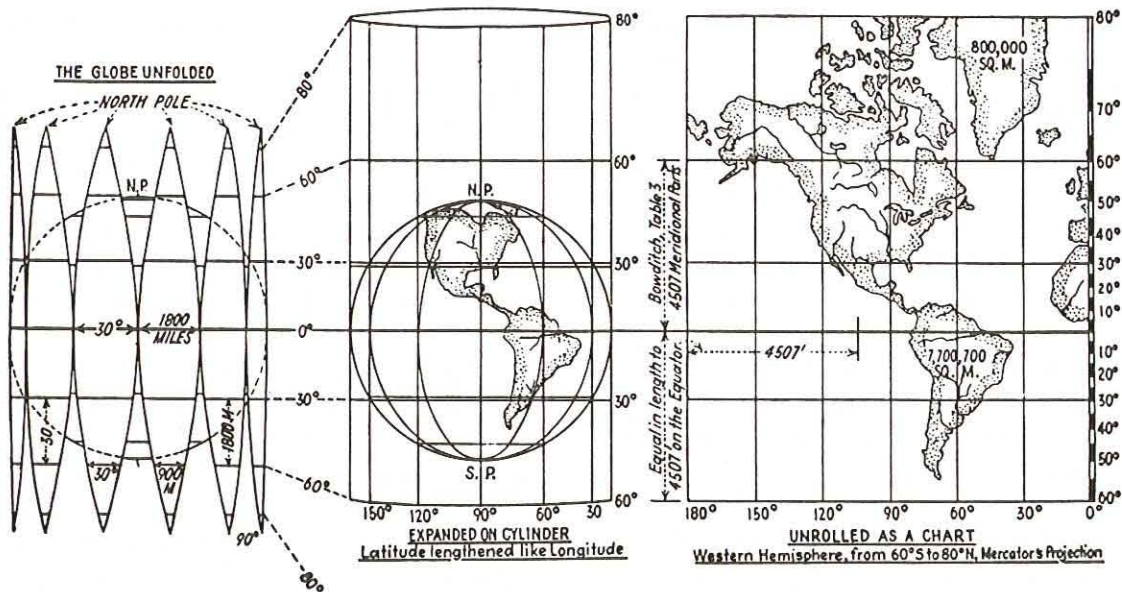 THE GLOBE UNFOLDED
NORTH POLE
N.P.
80°
60°
30°
0°
30°
60°
80°
30°
1800
MILES
30
1800 M
30°
900
M
90°
80°
60°
30°
30°
60°
N.P.
S.P.
150° 120° 90° 60° 30
EXPANDED ON CYLINDER
Latitude lengthened like Longitude
Bowditch, Table 5
4507 Meridional Parts
Equal in length to
4507 on the Equator.
4507'
800,000
SQ. M.
7,700,700
SQ. M.
80°
70°
60°
50°
40°
30°
20°
10°
0°
10°
20°
30°
40°
50°
60°
180° 150° 120° 90° 60° 30° 0°
UNROLLED AS A CHART
Western Hemisphere, from 60°S to 80°N, Mercator's Projection